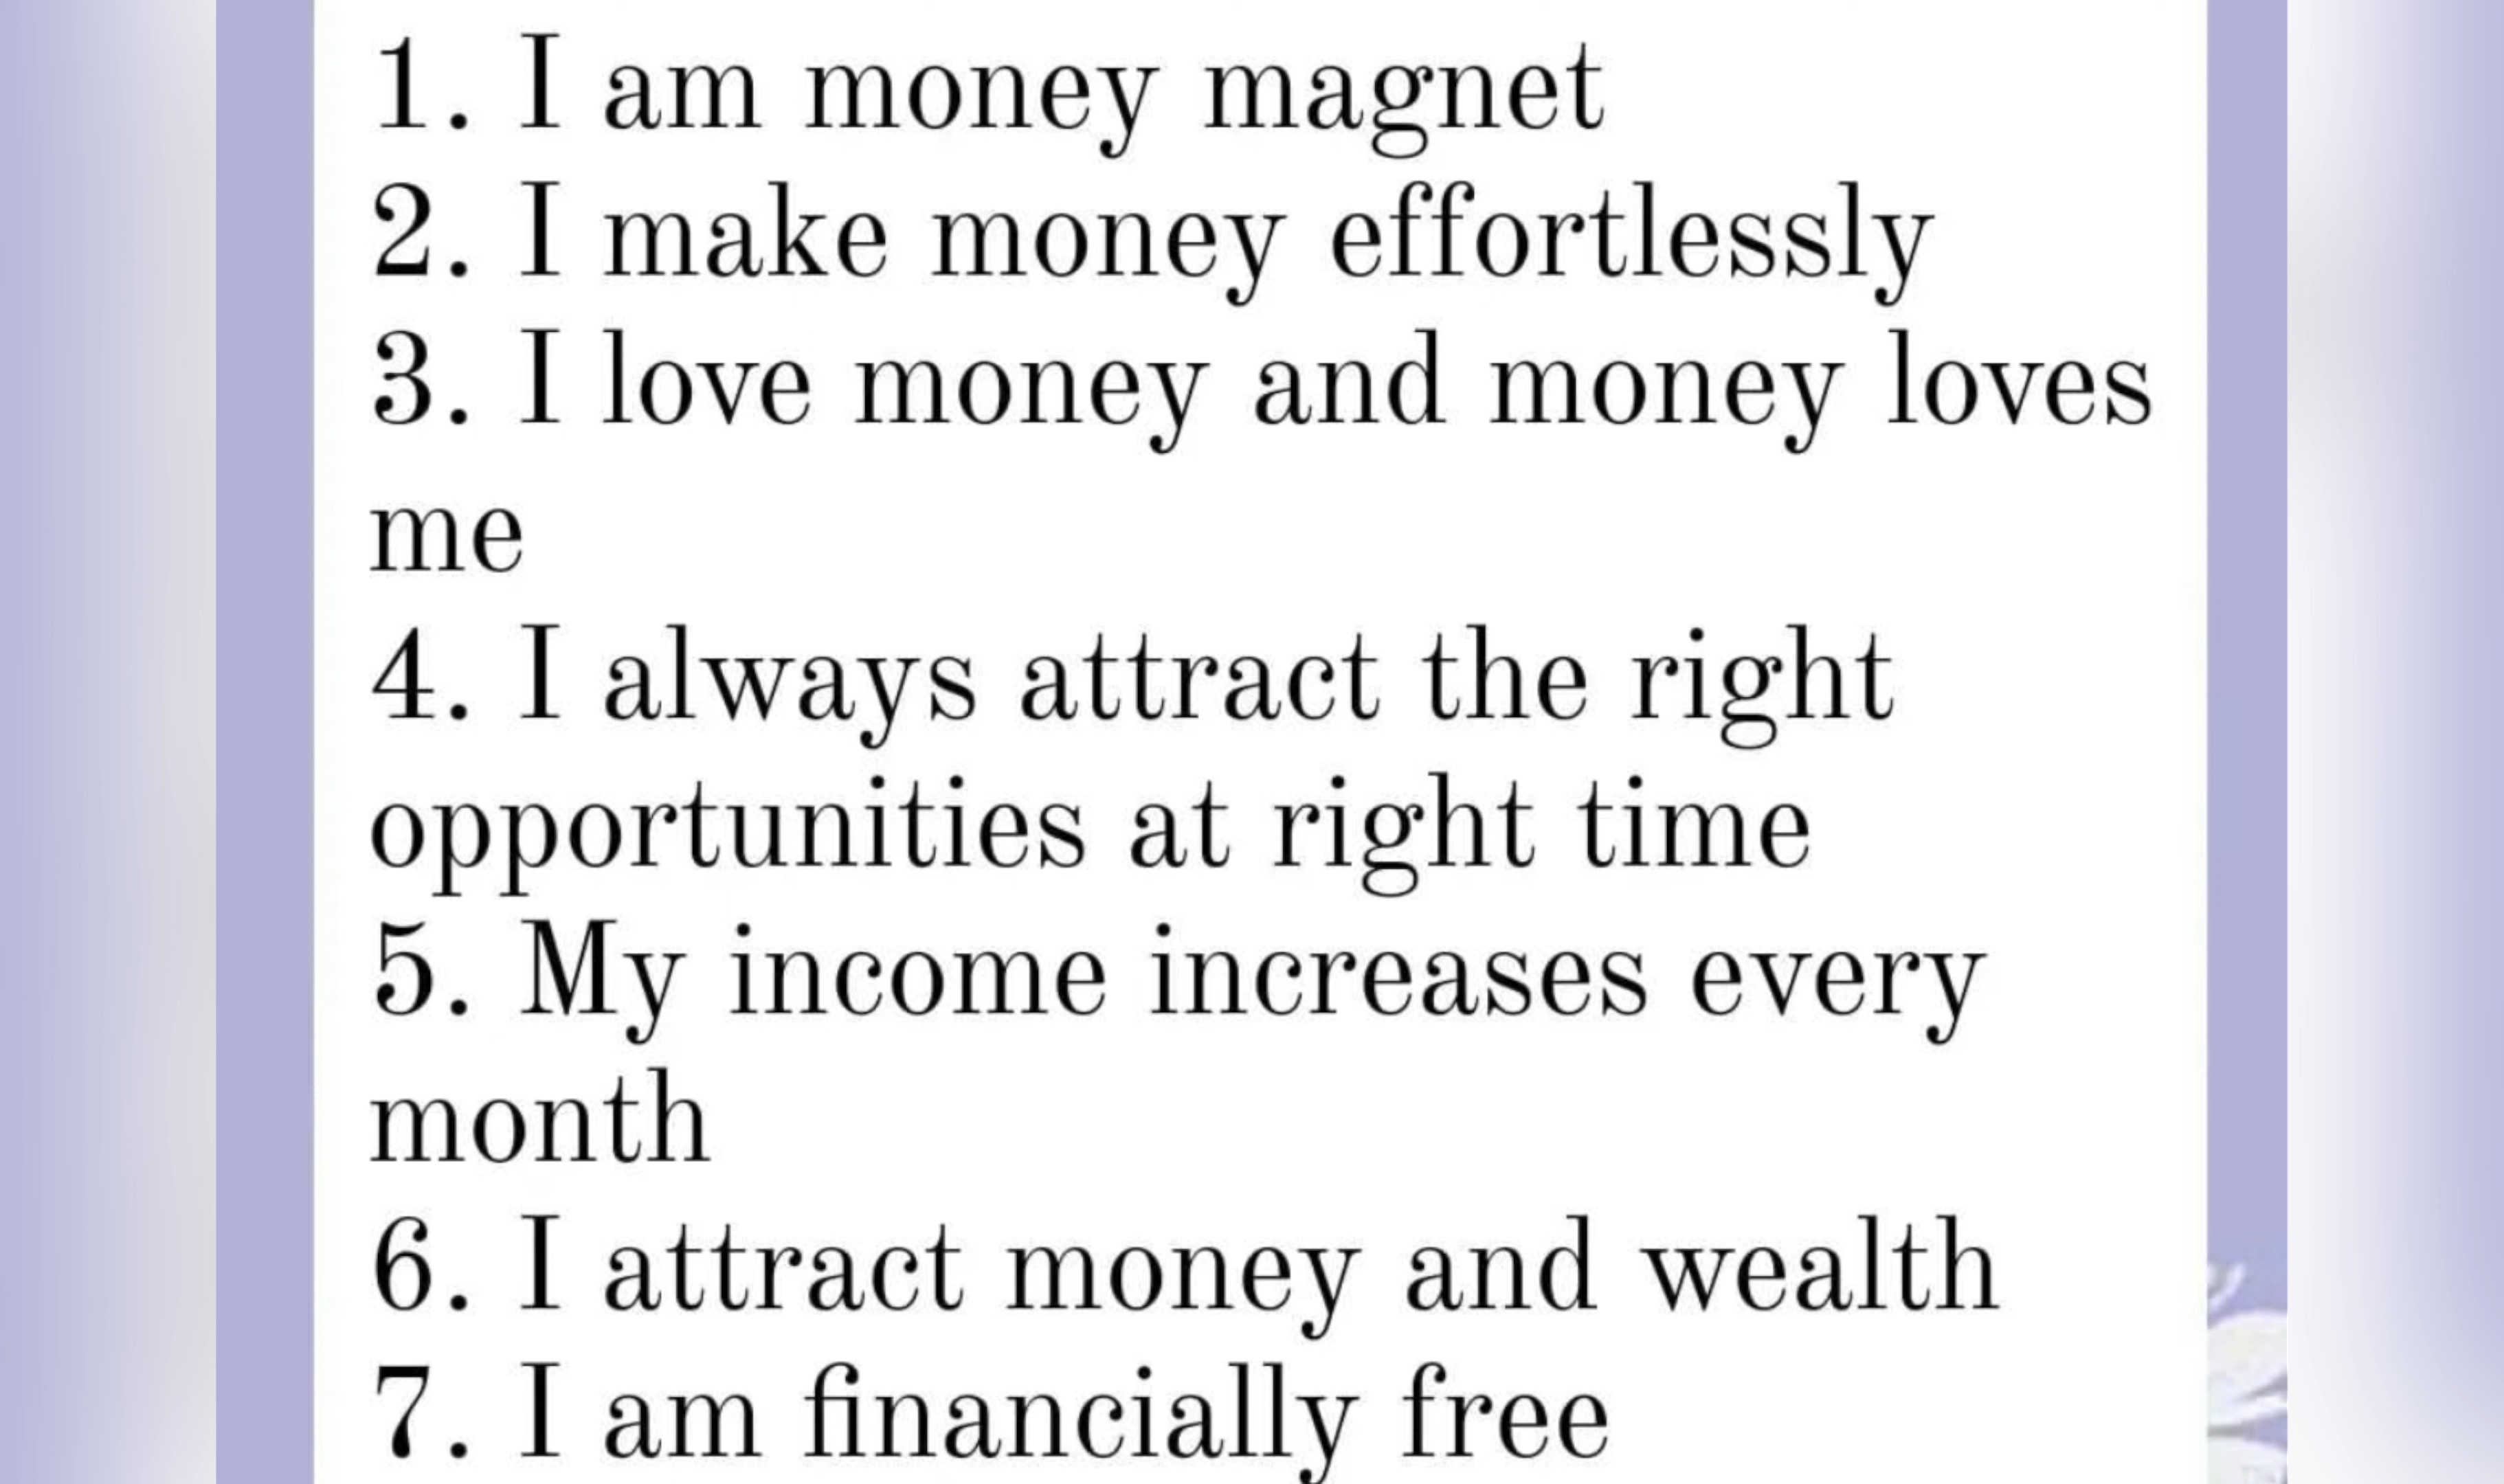 1. I am money magnet
2. I make money effortlessly
3. I love money and money loves
me
4. I always attract the right
opportunities at right time
5. My income increases every
month
6. I attract money and wealth
7. I am financially free